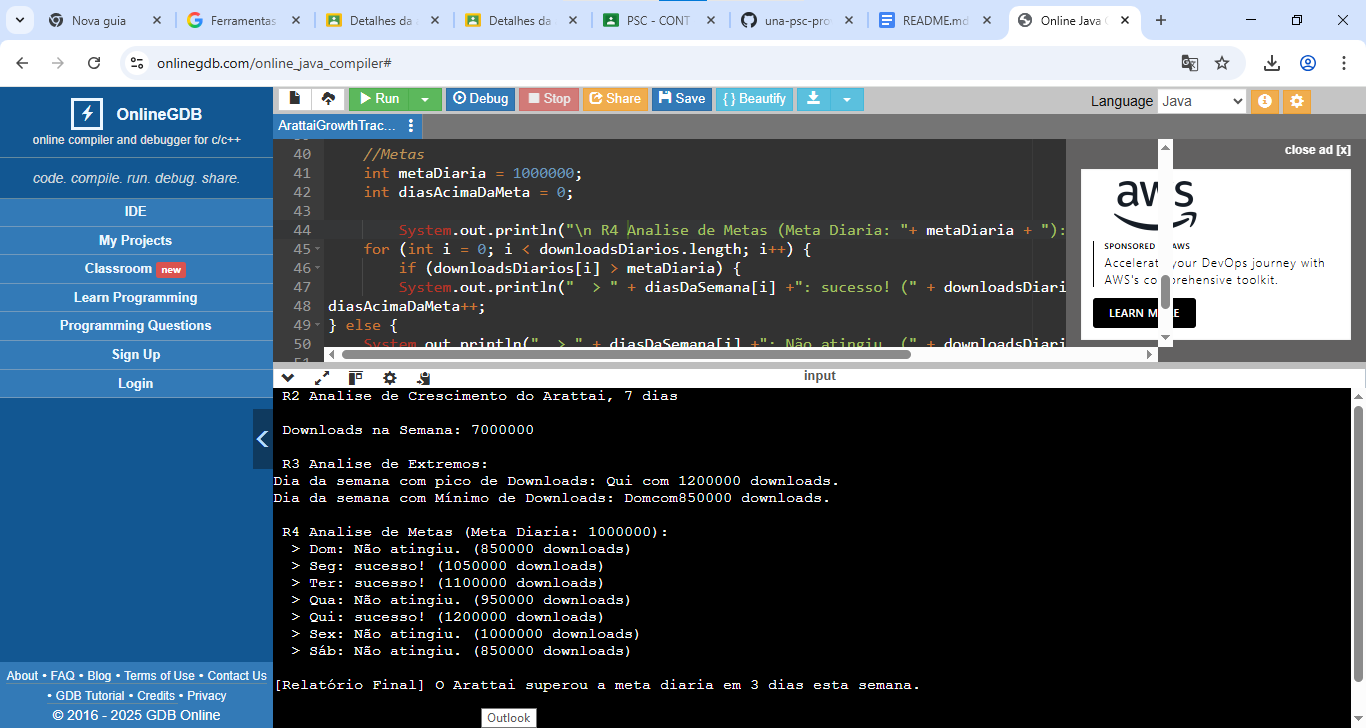 Nova guia
Ferramentas
Detalhes da
Detalhes da
PSC - CONT
una-psc-pro
README.md
Online Java C
onlinegdb.com/online_java_compiler#
OnlineGDB
online compiler and debugger for c/c++
code. compile. run. debug. share.
IDE
My Projects
Classroom new
Learn Programming
Programming Questions
Sign Up
Login
About • FAQ • Blog • Terms of Use • Contact Us
• GDB Tutorial • Credits • Privacy
© 2016 - 2025 GDB Online
Run
Debug
Stop
Share
Save
{ } Beautify
Language Java
ArattaiGrowthTrac...
40 //Metas
41 int metaDiaria = 1000000;
42 int diasAcimaDaMeta = 0;
43
44 System.out.println("\n R4 Analise de Metas (Meta Diaria: "+ metaDiaria + "):
45 for (int i = 0; i < downloadsDiarios.length; i++) {
46 if (downloadsDiarios[i] > metaDiaria) {
47 System.out.println("  > " + diasDaSemana[i] +": sucesso! (" + downloadsDiari
48 diasAcimaDaMeta++;
49 } else {
50 System.out.println("  > " + diasDaSemana[i] +": Não atingiu. (" + downloadsDiari
51
close ad [x]
aws
SPONSORED AWS
Accelerate your DevOps journey with
AWS's comprehensive toolkit.
LEARN MORE
input
R2 Analise de Crescimento do Arattai, 7 dias
Downloads na Semana: 7000000
R3 Analise de Extremos:
Dia da semana com pico de Downloads: Qui com 1200000 downloads.
Dia da semana com Mínimo de Downloads: Domcom850000 downloads.
R4 Analise de Metas (Meta Diaria: 1000000):
> Dom: Não atingiu. (850000 downloads)
> Seg: sucesso! (1050000 downloads)
> Ter: sucesso! (1100000 downloads)
> Qua: Não atingiu. (950000 downloads)
> Qui: sucesso! (1200000 downloads)
> Sex: Não atingiu. (1000000 downloads)
> Sáb: Não atingiu. (850000 downloads)
[Relatório Final] O Arattai superou a meta diaria em 3 dias esta semana.
Outlook